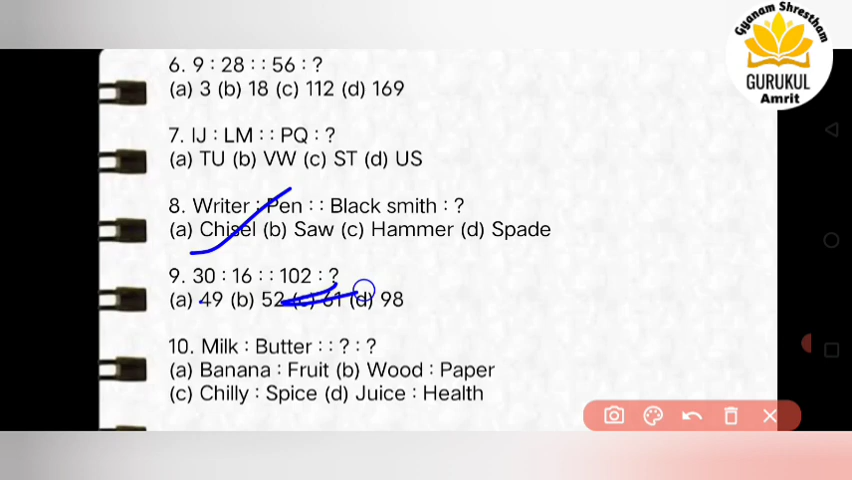 Gyanam Shrestham
GURUKUL
Amrit
6. 9 : 28 : : 56 : ?
(a) 3 (b) 18 (c) 112 (d) 169
7. IJ : LM : : PQ : ?
(a) TU (b) VW (c) ST (d) US
8. Writer : Pen : : Black smith : ?
(a) Chisel (b) Saw (c) Hammer (d) Spade
9. 30 : 16 : : 102 : ?
(a) 49 (b) 52 (c) 61 (d) 98
10. Milk : Butter : : ? : ?
(a) Banana : Fruit (b) Wood : Paper
(c) Chilly : Spice (d) Juice : Health